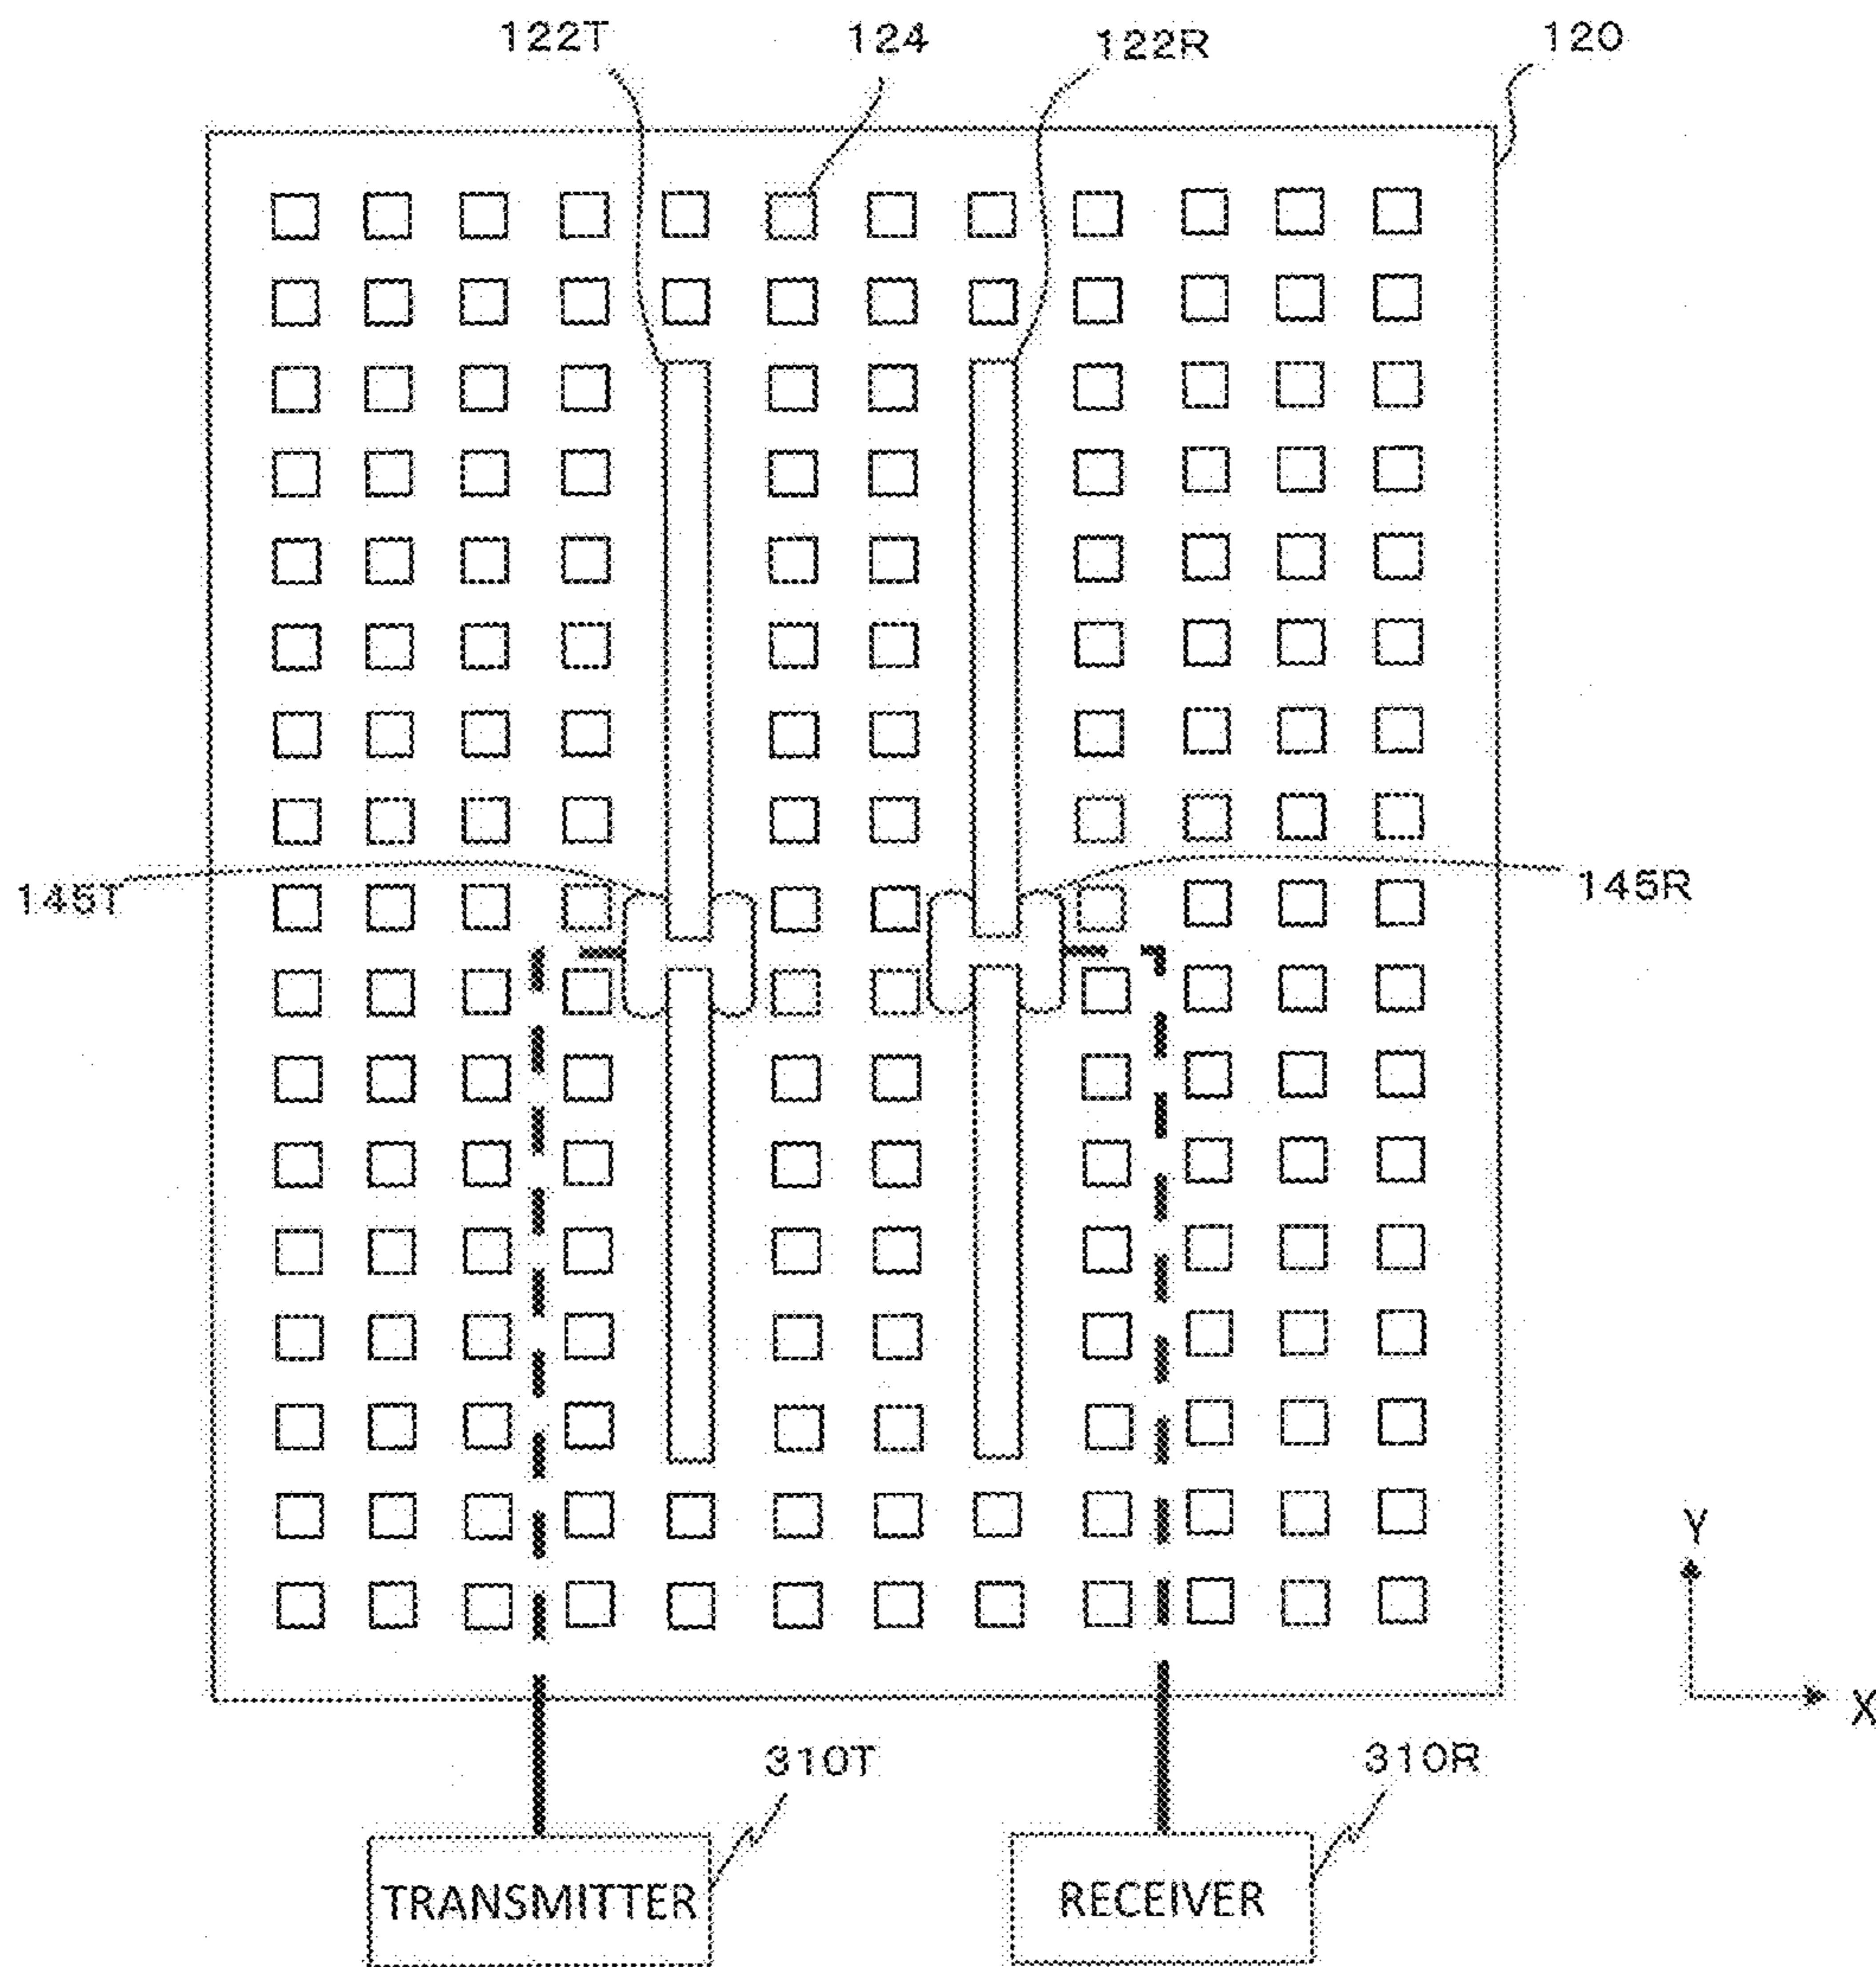 122T 124 122R 120
145T 145R
Y
X
310T 310R
TRANSMITTER RECEIVER